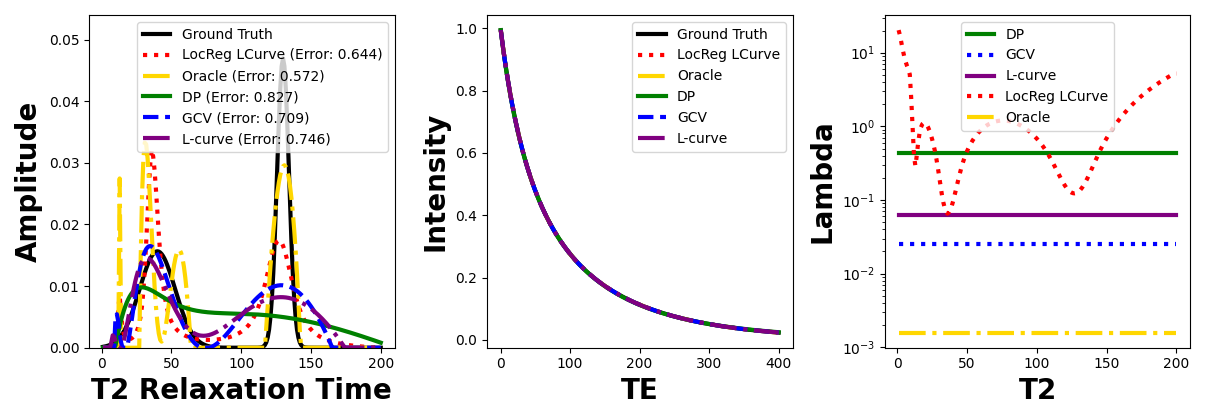 Amplitude
0.05
0.04
0.03
0.02
0.01
0.00
Ground Truth
LocReg LCurve (Error: 0.644)
Oracle (Error: 0.572)
DP (Error: 0.827)
GCV (Error: 0.709)
L-curve (Error: 0.746)
0 50 100 150 200
T2 Relaxation Time
Intensity
1.0
0.8
0.6
0.4
0.2
0.0
Ground Truth
LocReg LCurve
Oracle
DP
GCV
L-curve
0 100 200 300 400
TE
Lambda
10¹
10⁰
10⁻¹
10⁻²
10⁻³
DP
GCV
L-curve
LocReg LCurve
Oracle
0 50 100 150 200
T2